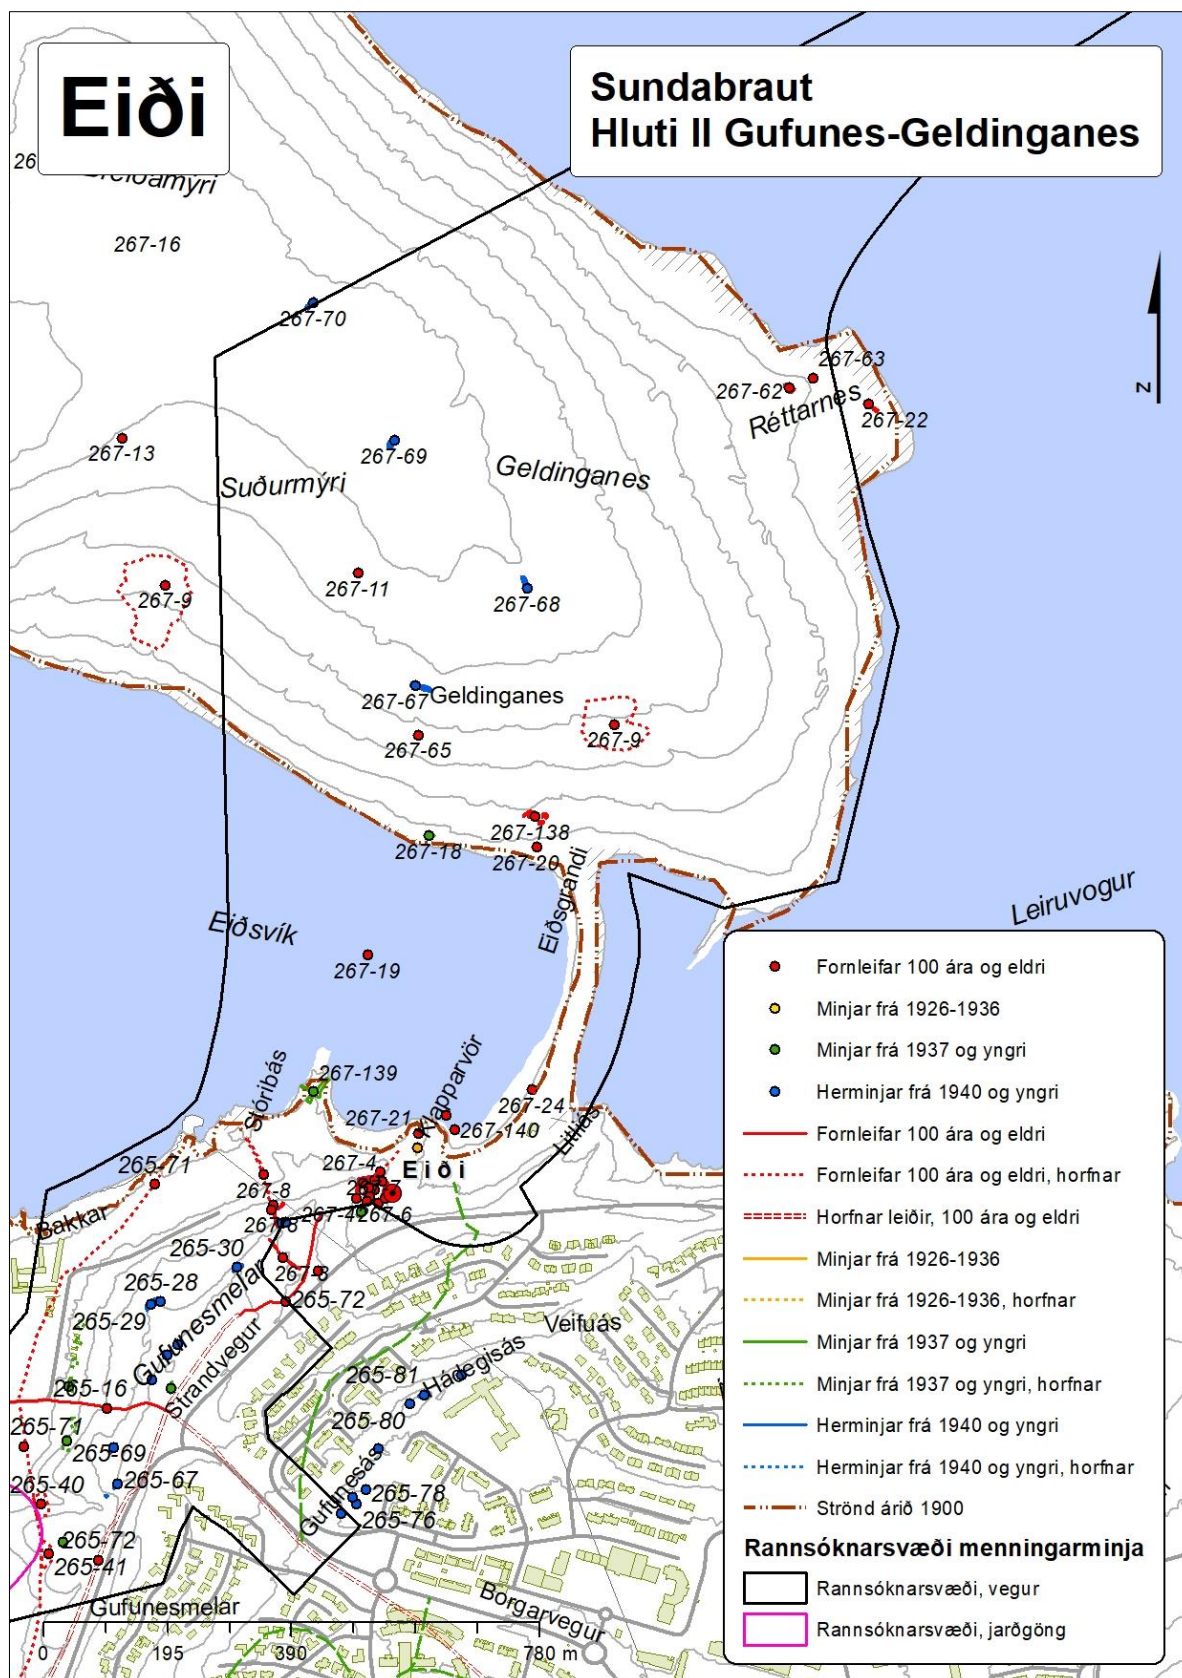 Eiði
Sundabraut
Hluti II Gufunes-Geldinganes
267-16
267-70
267-63
267-62
Réttarnes
267-22
267-13
267-69
Suðurmýri
Geldinganes
267-11
267-9
267-68
267-67
Geldinganes
267-65
267-9
267-138
267-18
267-20
Eiðsgrandi
Leiruvogur
Eiðsvík
267-19
Stóribás
267-139
Klapparvör
267-21
267-24
267-140
Litliás
265-71
267-4
Eiði
267-8
267-6
Bakkar
265-30
265-28
265-29
267-8
265-72
Gufunesmelar
Strandvegur
Veifuás
265-16
265-81
Hádegisás
265-80
265-71
265-69
265-67
265-40
Gufunesás
265-78
265-76
265-72
265-41
Gufunesmelar
Borgarvegur
0 195 390 780 m
z
Fornleifar 100 ára og eldri
Minjar frá 1926-1936
Minjar frá 1937 og yngri
Herminjar frá 1940 og yngri
Fornleifar 100 ára og eldri
Fornleifar 100 ára og eldri, horfnar
Horfnar leiðir, 100 ára og eldri
Minjar frá 1926-1936
Minjar frá 1926-1936, horfnar
Minjar frá 1937 og yngri
Minjar frá 1937 og yngri, horfnar
Herminjar frá 1940 og yngri
Herminjar frá 1940 og yngri, horfnar
Strönd árið 1900
Rannsóknarsvæði menningarminja
Rannsóknarsvæði, vegur
Rannsóknarsvæði, jarðgöng